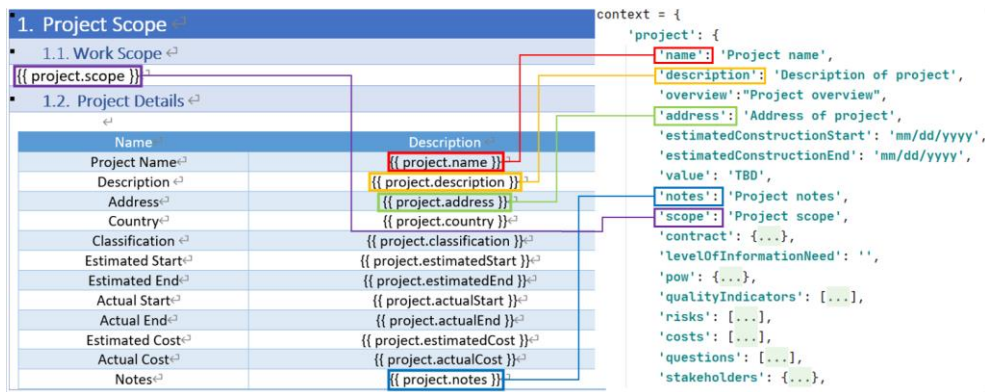 1. Project Scope
1.1. Work Scope
{{ project.scope }}
1.2. Project Details
Name Description
Project Name {{ project.name }}
Description {{ project.description }}
Address {{ project.address }}
Country {{ project.country }}
Classification {{ project.classification }}
Estimated Start {{ project.estimatedStart }}
Estimated End {{ project.estimatedEnd }}
Actual Start {{ project.actualStart }}
Actual End {{ project.actualEnd }}
Estimated Cost {{ project.estimatedCost }}
Actual Cost {{ project.actualCost }}
Notes {{ project.notes }}
context = {
'project': {
'name': 'Project name',
'description': 'Description of project',
'overview':"Project overview",
'address': 'Address of project',
'estimatedConstructionStart': 'mm/dd/yyyy',
'estimatedConstructionEnd': 'mm/dd/yyyy',
'value': 'TBD',
'notes': 'Project notes',
'scope': 'Project scope',
'contract': {...},
'levelOfInformationNeed': '',
'pow': {...},
'qualityIndicators': [...],
'risks': [...],
'costs': [...],
'questions': [...],
'stakeholders': {...},